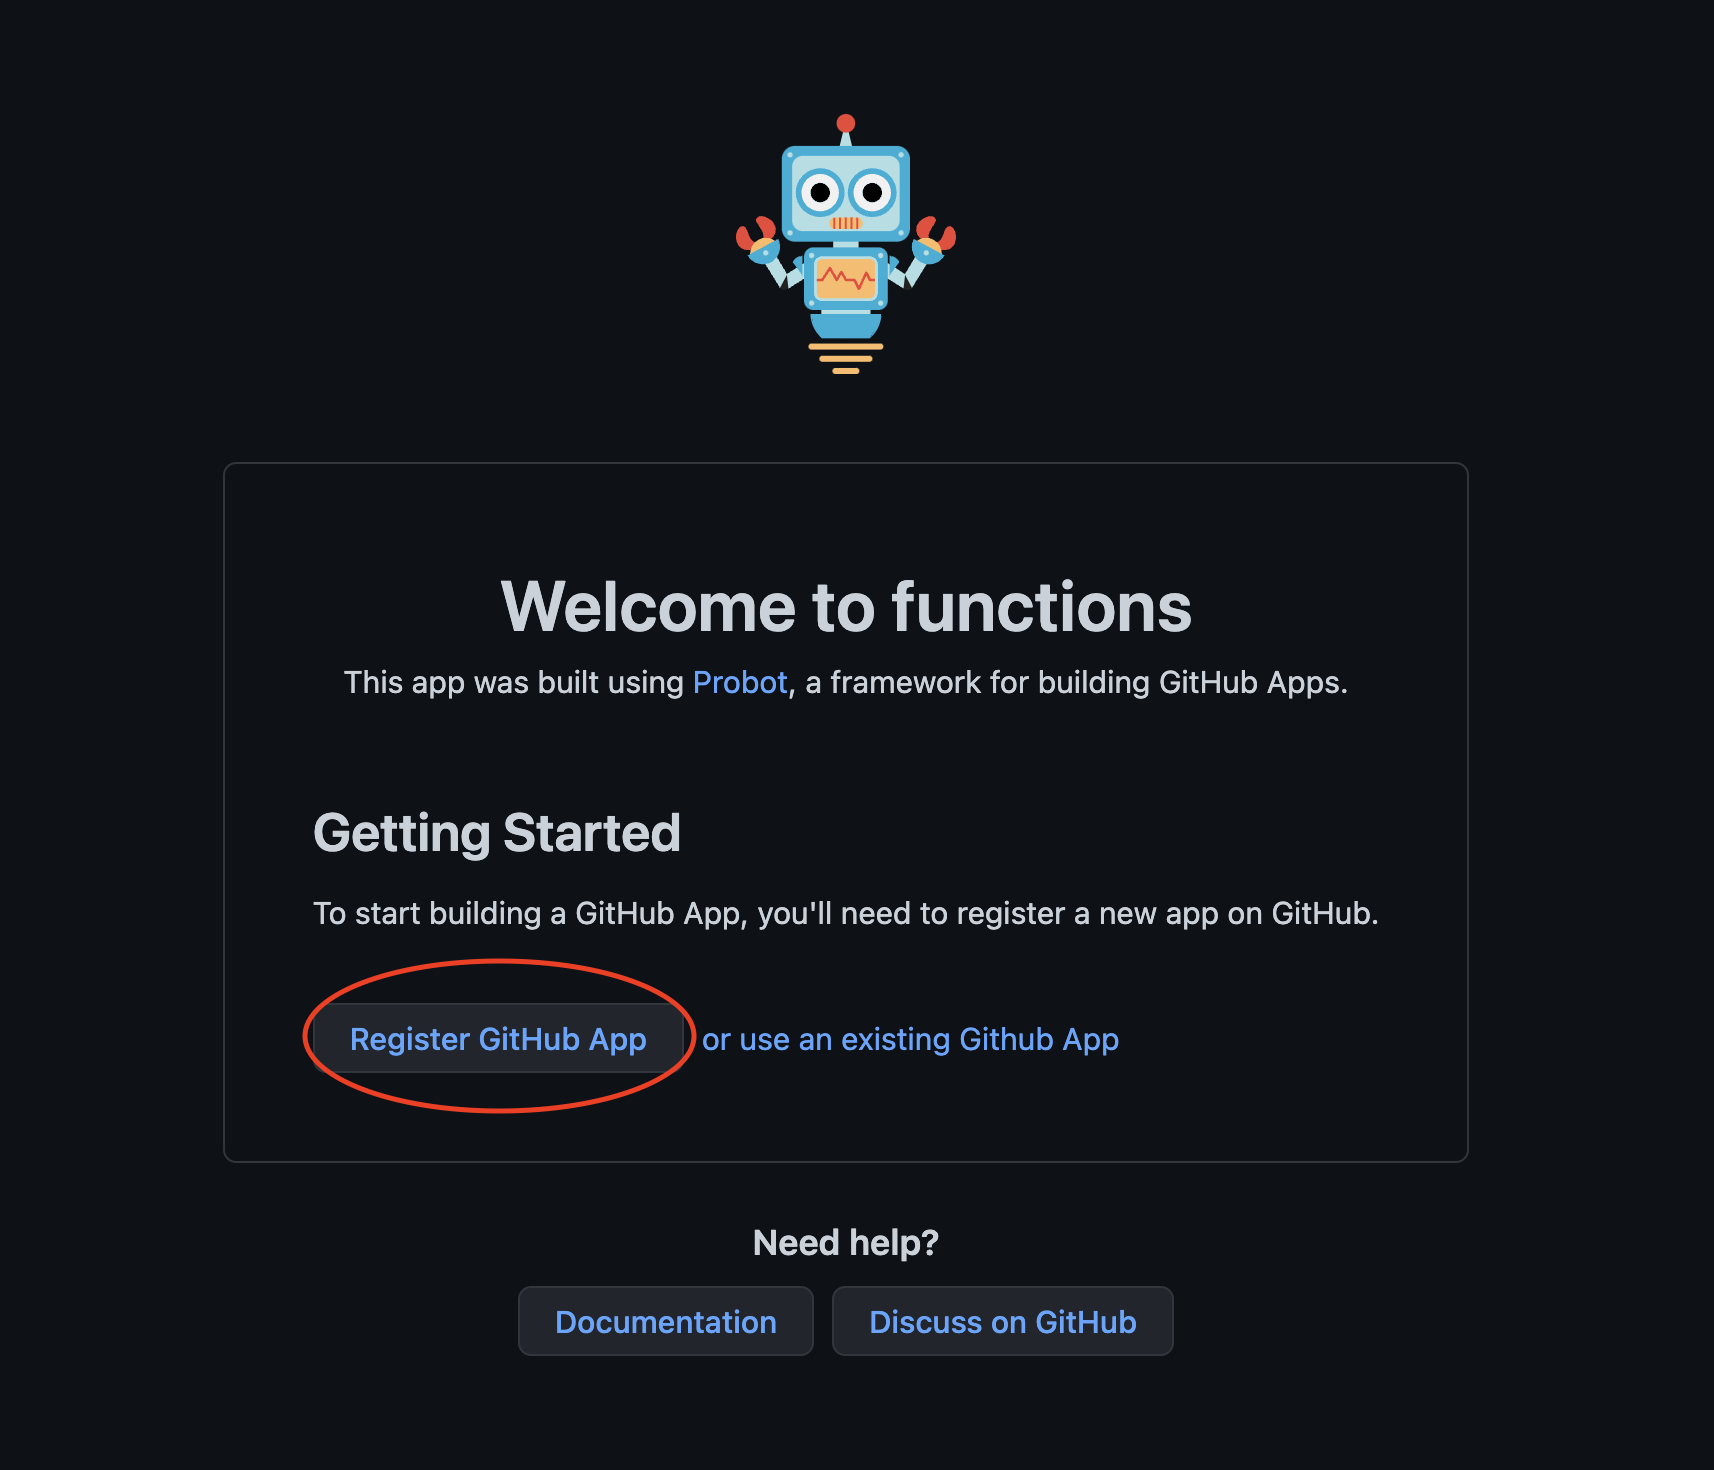 Welcome to functions
This app was built using Probot, a framework for building GitHub Apps.
Getting Started
To start building a GitHub App, you'll need to register a new app on GitHub.
Register GitHub App or use an existing Github App
Need help?
Documentation Discuss on GitHub